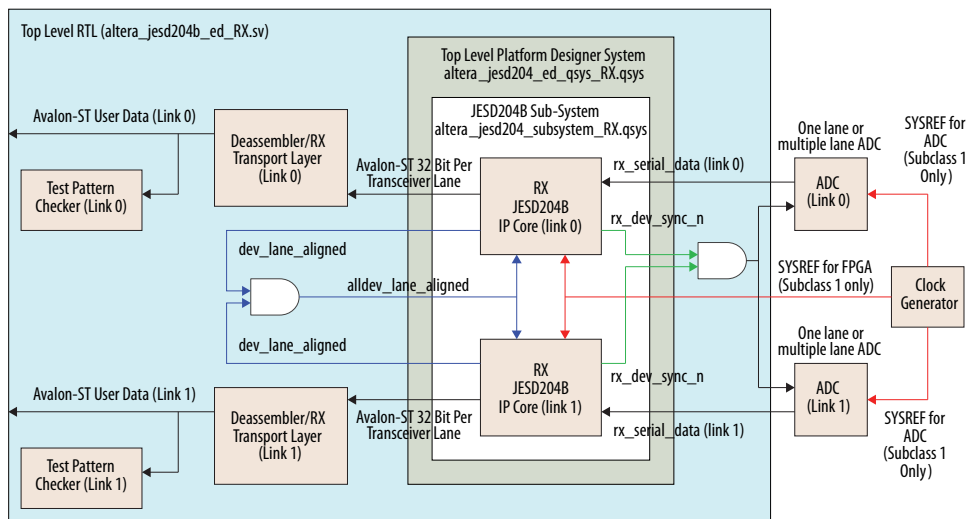 Top Level RTL (altera_jesd204b_ed_RX.sv)
Top Level Platform Designer System
altera_jesd204_ed_qsys_RX.qsys
JESD204B Sub-System
altera_jesd204_subsystem_RX.qsys
Avalon-ST User Data (Link 0)
Deassembler/RX
Transport Layer
(Link 0)
Test Pattern
Checker (Link 0)
Avalon-ST 32 Bit Per
Transceiver Lane
RX
JESD204B
IP Core (link 0)
rx_serial_data (link 0)
rx_dev_sync_n
One lane or
multiple lane ADC
ADC
(Link 0)
SYSREF for
ADC
(Subclass 1
Only)
dev_lane_aligned
alldev_lane_aligned
dev_lane_aligned
SYSREF for FPGA
(Subclass 1 only)
Clock
Generator
Avalon-ST User Data (Link 1)
Deassembler/RX
Transport Layer
(Link 1)
Test Pattern
Checker (Link 1)
Avalon-ST 32 Bit Per
Transceiver Lane
RX
JESD204B
IP Core (link 1)
rx_dev_sync_n
rx_serial_data (link 1)
One lane or
multiple lane ADC
ADC
(Link 1)
SYSREF for
ADC
(Subclass 1
Only)